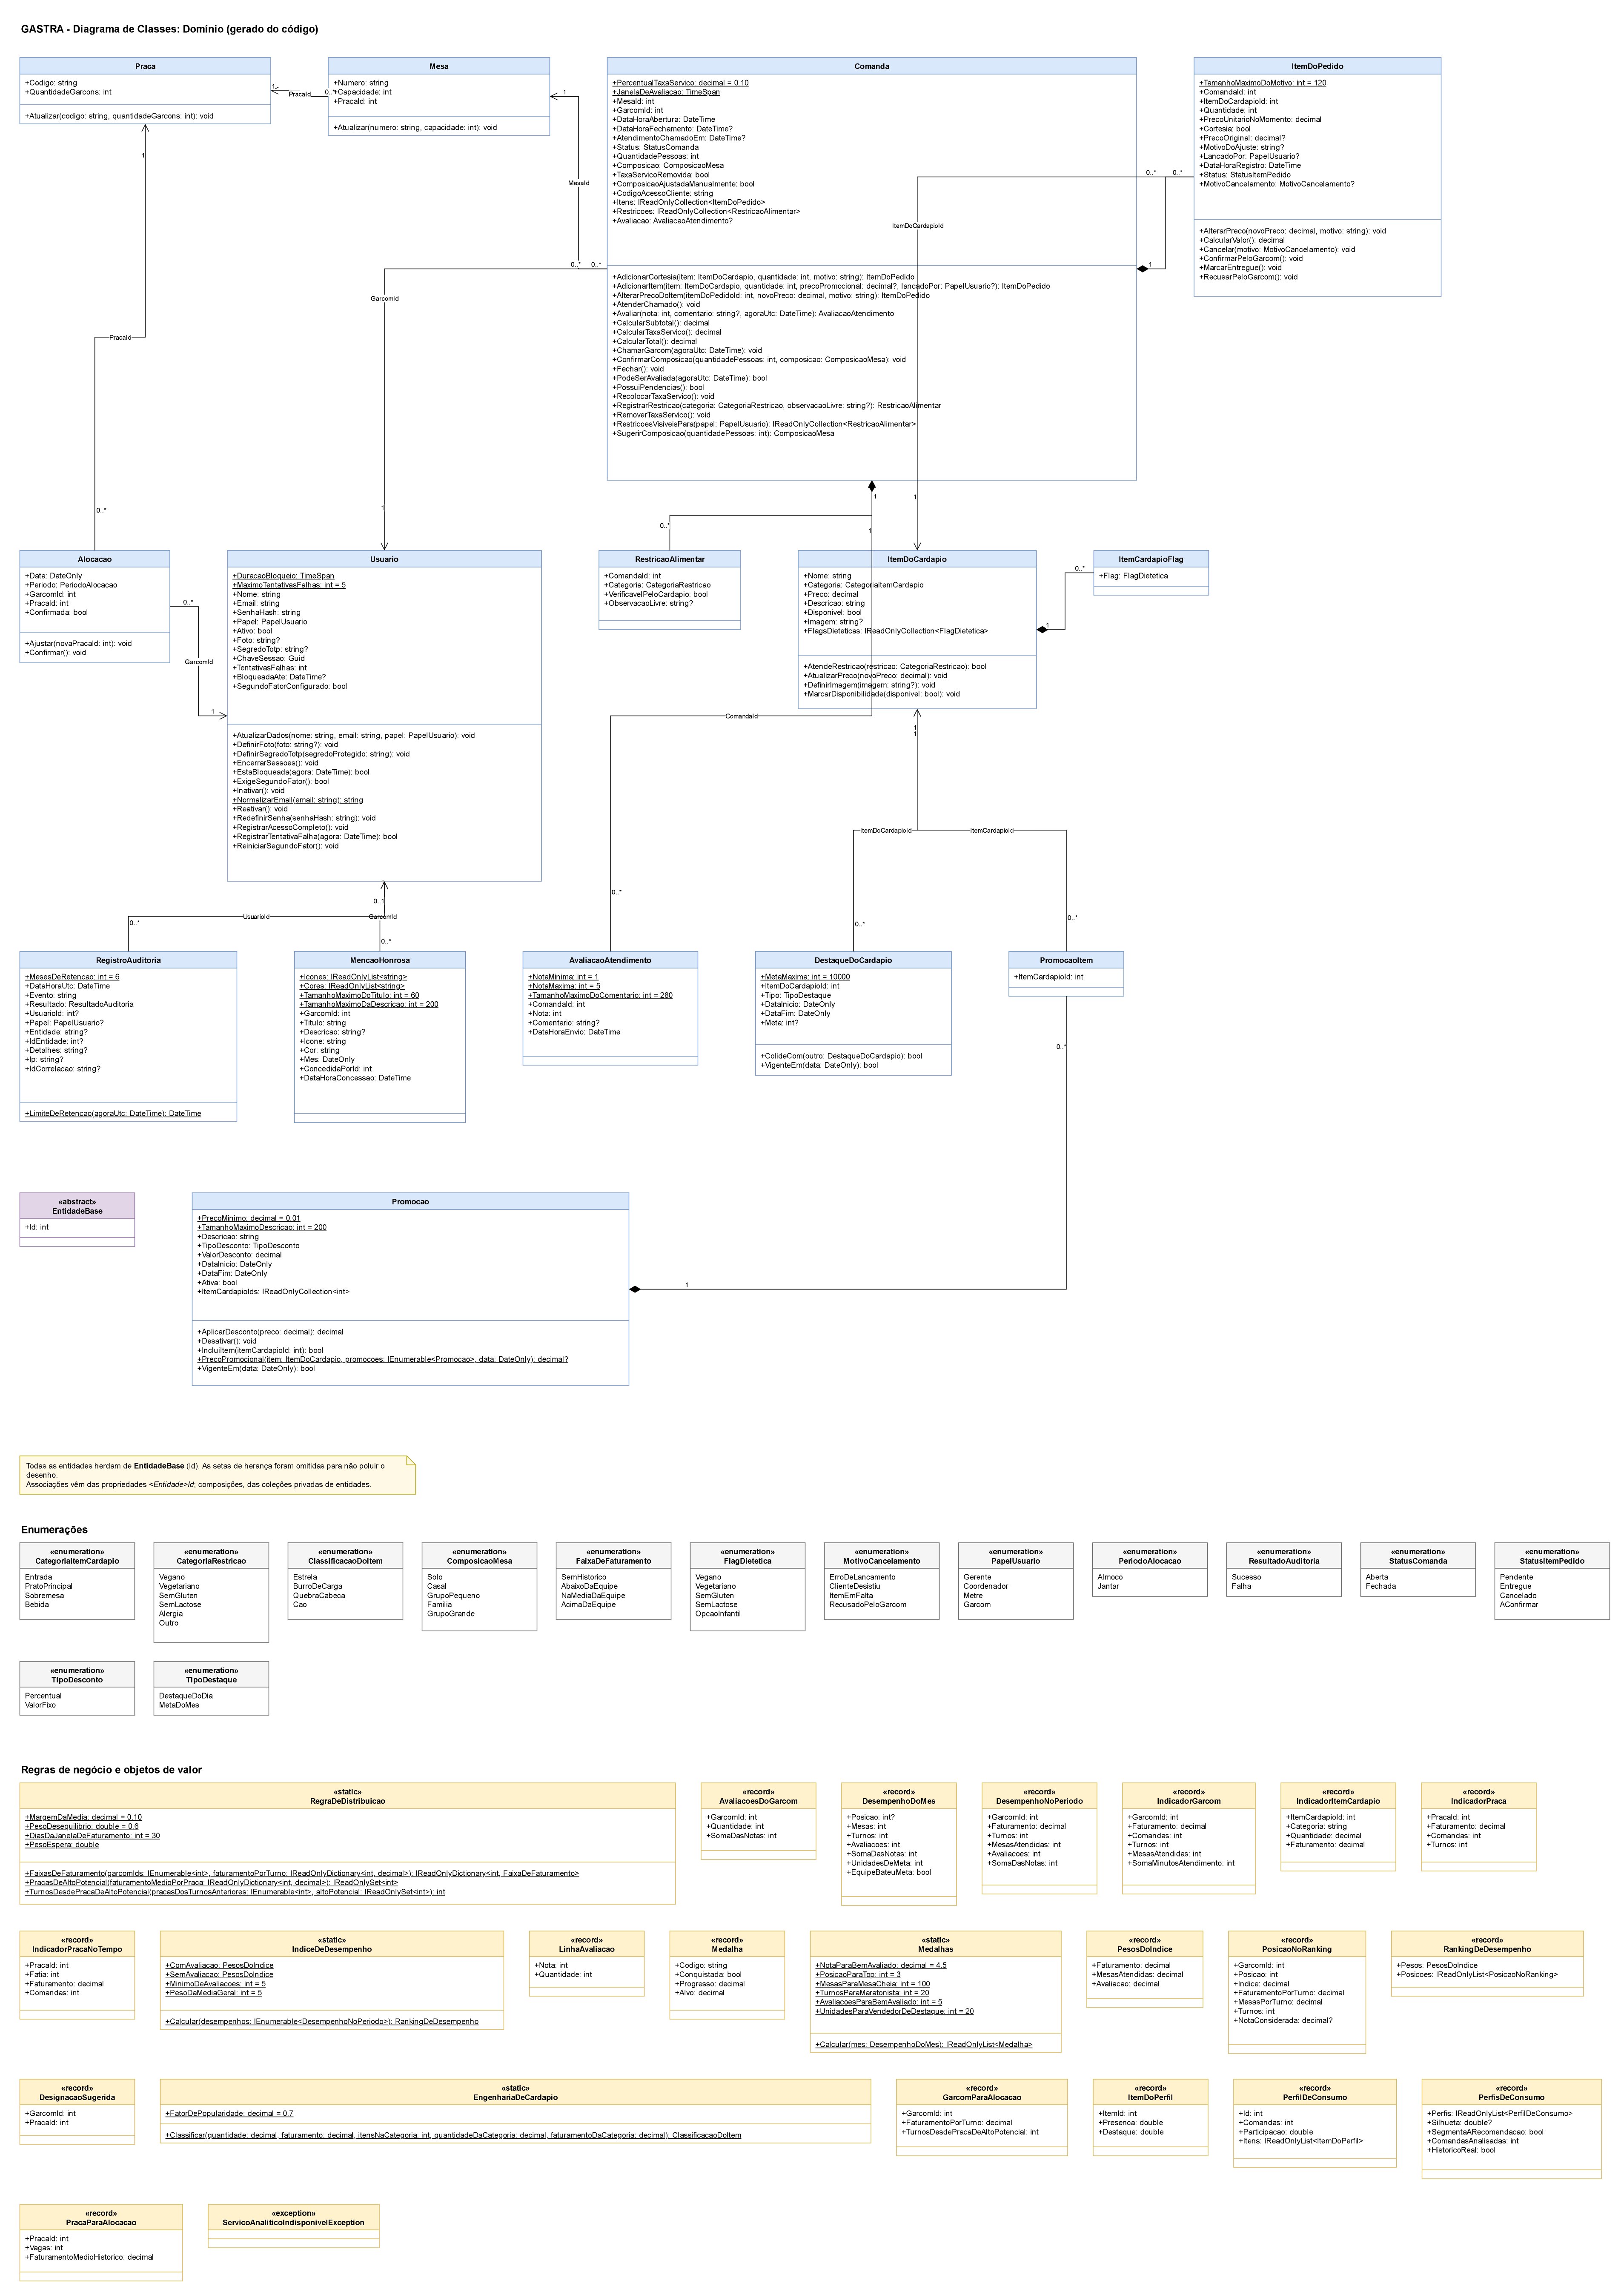 GASTRA - Diagrama de Classes: Domínio (gerado do código)
Praca
+Codigo: string
+QuantidadeGarcons: int
+Atualizar(codigo: string, quantidadeGarcons: int): void
Mesa
+Numero: string
+Capacidade: int
+PracaId: int
+Atualizar(numero: string, capacidade: int): void
1
PracaId
0..*
Comanda
+PercentualTaxaServico: decimal = 0.10
+JanelaDeAvaliacao: TimeSpan
+MesaId: int
+GarcomId: int
+DataHoraAbertura: DateTime
+DataHoraFechamento: DateTime?
+AtendimentoChamadoEm: DateTime?
+Status: StatusComanda
+QuantidadePessoas: int
+Composicao: ComposicaoMesa
+TaxaServicoRemovida: bool
+ComposicaoAjustadaManualmente: bool
+CodigoAcessoCliente: string
+Itens: IReadOnlyCollection<ItemDoPedido>
+Restricoes: IReadOnlyCollection<RestricaoAlimentar>
+Avaliacao: AvaliacaoAtendimento?
+AdicionarCortesia(item: ItemDoCardapio, quantidade: int, motivo: string): ItemDoPedido
+AdicionarItem(item: ItemDoCardapio, quantidade: int, precoPromocional: decimal?, lancadoPor: PapelUsuario?): ItemDoPedido
+AlterarPrecoDoItem(itemDoPedidoId: int, novoPreco: decimal, motivo: string): ItemDoPedido
+AtenderChamado(): void
+Avaliar(nota: int, comentario: string?, agoraUtc: DateTime): AvaliacaoAtendimento
+CalcularSubtotal(): decimal
+CalcularTaxaServico(): decimal
+CalcularTotal(): decimal
+ChamarGarcom(agoraUtc: DateTime): void
+ConfirmarComposicao(quantidadePessoas: int, composicao: ComposicaoMesa): void
+Fechar(): void
+PodeSerAvaliada(agoraUtc: DateTime): bool
+PossuiPendencias(): bool
+RecolocarTaxaServico(): void
+RegistrarRestricao(categoria: CategoriaRestricao, observacaoLivre: string?): RestricaoAlimentar
+RemoverTaxaServico(): void
+RestricoesVisiveisPara(papel: PapelUsuario): IReadOnlyCollection<RestricaoAlimentar>
+SugerirComposicao(quantidadePessoas: int): ComposicaoMesa
ItemDoPedido
+TamanhoMaximoDoMotivo: int = 120
+ComandaId: int
+ItemDoCardapioId: int
+Quantidade: int
+PrecoUnitarioNoMomento: decimal
+Cortesia: bool
+PrecoOriginal: decimal?
+MotivoDoAjuste: string?
+LancadoPor: PapelUsuario?
+DataHoraRegistro: DateTime
+Status: StatusItemPedido
+MotivoCancelamento: MotivoCancelamento?
+AlterarPreco(novoPreco: decimal, motivo: string): void
+CalcularValor(): decimal
+Cancelar(motivo: MotivoCancelamento): void
+ConfirmarPeloGarcom(): void
+MarcarEntregue(): void
+RecusarPeloGarcom(): void
1
MesaId
0..*
0..*
GarcomId
1
0..*
0..*
ItemDoCardapioId
1
1
1
PracaId
0..*
Alocacao
+Data: DateOnly
+Periodo: PeriodoAlocacao
+GarcomId: int
+PracaId: int
+Confirmada: bool
+Ajustar(novaPracaId: int): void
+Confirmar(): void
0..*
GarcomId
1
Usuario
+DuracaoBloqueio: TimeSpan
+MaximoTentativasFalhas: int = 5
+Nome: string
+Email: string
+SenhaHash: string
+Papel: PapelUsuario
+Ativo: bool
+Foto: string?
+SegredoTotp: string?
+ChaveSessao: Guid
+TentativasFalhas: int
+BloqueadaAte: DateTime?
+SegundoFatorConfigurado: bool
+AtualizarDados(nome: string, email: string, papel: PapelUsuario): void
+DefinirFoto(foto: string?): void
+DefinirSegredoTotp(segredoProtegido: string): void
+EncerrarSessoes(): void
+EstaBloqueada(agora: DateTime): bool
+ExigeSegundoFator(): bool
+Inativar(): void
+NormalizarEmail(email: string): string
+Reativar(): void
+RedefinirSenha(senhaHash: string): void
+RegistrarAcessoCompleto(): void
+RegistrarTentativaFalha(agora: DateTime): bool
+ReiniciarSegundoFator(): void
1
0..*
1
RestricaoAlimentar
+ComandaId: int
+Categoria: CategoriaRestricao
+VerificavelPeloCardapio: bool
+ObservacaoLivre: string?
ItemDoCardapio
+Nome: string
+Categoria: CategoriaItemCardapio
+Preco: decimal
+Descricao: string
+Disponivel: bool
+Imagem: string?
+FlagsDieteticas: IReadOnlyCollection<FlagDietetica>
+AtendeRestricao(restricao: CategoriaRestricao): bool
+AtualizarPreco(novoPreco: decimal): void
+DefinirImagem(imagem: string?): void
+MarcarDisponibilidade(disponivel: bool): void
ItemCardapioFlag
+Flag: FlagDietetica
0..*
1
ComandaId
0..*
1
1
ItemDoCardapioId
ItemCardapioId
0..*
0..*
0..1
UsuarioId
GarcomId
0..*
0..*
RegistroAuditoria
+MesesDeRetencao: int = 6
+DataHoraUtc: DateTime
+Evento: string
+Resultado: ResultadoAuditoria
+UsuarioId: int?
+Papel: PapelUsuario?
+Entidade: string?
+IdEntidade: int?
+Detalhes: string?
+Ip: string?
+IdCorrelacao: string?
+LimiteDeRetencao(agoraUtc: DateTime): DateTime
MencaoHonrosa
+Icones: IReadOnlyList<string>
+Cores: IReadOnlyList<string>
+TamanhoMaximoDoTitulo: int = 60
+TamanhoMaximoDaDescricao: int = 200
+GarcomId: int
+Titulo: string
+Descricao: string?
+Icone: string
+Cor: string
+Mes: DateOnly
+ConcedidaPorId: int
+DataHoraConcessao: DateTime
AvaliacaoAtendimento
+NotaMinima: int = 1
+NotaMaxima: int = 5
+TamanhoMaximoDoComentario: int = 280
+ComandaId: int
+Nota: int
+Comentario: string?
+DataHoraEnvio: DateTime
DestaqueDoCardapio
+MetaMaxima: int = 10000
+ItemDoCardapioId: int
+Tipo: TipoDestaque
+DataInicio: DateOnly
+DataFim: DateOnly
+Meta: int?
+ColideCom(outro: DestaqueDoCardapio): bool
+VigenteEm(data: DateOnly): bool
PromocaoItem
+ItemCardapioId: int
0..*
1
«abstract»
EntidadeBase
+Id: int
Promocao
+PrecoMinimo: decimal = 0.01
+TamanhoMaximoDescricao: int = 200
+Descricao: string
+TipoDesconto: TipoDesconto
+ValorDesconto: decimal
+DataInicio: DateOnly
+DataFim: DateOnly
+Ativa: bool
+ItemCardapioIds: IReadOnlyCollection<int>
+AplicarDesconto(preco: decimal): decimal
+Desativar(): void
+IncluiItem(itemCardapioId: int): bool
+PrecoPromocional(item: ItemDoCardapio, promocoes: IEnumerable<Promocao>, data: DateOnly): decimal?
+VigenteEm(data: DateOnly): bool
Todas as entidades herdam de EntidadeBase (Id). As setas de herança foram omitidas para não poluir o
desenho.
Associações vêm das propriedades <Entidade>Id; composições, das coleções privadas de entidades.
Enumerações
«enumeration»
CategoriaItemCardapio
Entrada
PratoPrincipal
Sobremesa
Bebida
«enumeration»
CategoriaRestricao
Vegano
Vegetariano
SemGluten
SemLactose
Alergia
Outro
«enumeration»
ClassificacaoDoItem
Estrela
BurroDeCarga
QuebraCabeca
Cao
«enumeration»
ComposicaoMesa
Solo
Casal
GrupoPequeno
Familia
GrupoGrande
«enumeration»
FaixaDeFaturamento
SemHistorico
AbaixoDaEquipe
NaMediaDaEquipe
AcimaDaEquipe
«enumeration»
FlagDietetica
Vegano
Vegetariano
SemGluten
SemLactose
OpcaoInfantil
«enumeration»
MotivoCancelamento
ErroDeLancamento
ClienteDesistiu
ItemEmFalta
RecusadoPeloGarcom
«enumeration»
PapelUsuario
Gerente
Coordenador
Metre
Garcom
«enumeration»
PeriodoAlocacao
Almoco
Jantar
«enumeration»
ResultadoAuditoria
Sucesso
Falha
«enumeration»
StatusComanda
Aberta
Fechada
«enumeration»
StatusItemPedido
Pendente
Entregue
Cancelado
AConfirmar
«enumeration»
TipoDesconto
Percentual
ValorFixo
«enumeration»
TipoDestaque
DestaqueDoDia
MetaDoMes
Regras de negócio e objetos de valor
«static»
RegraDeDistribuicao
+MargemDaMedia: decimal = 0.10
+PesoDesequilibrio: double = 0.6
+DiasDaJanelaDeFaturamento: int = 30
+PesoEspera: double
+FaixasDeFaturamento(garcomIds: IEnumerable<int>, faturamentoPorTurno: IReadOnlyDictionary<int, decimal>): IReadOnlyDictionary<int, FaixaDeFaturamento>
+PracasDeAltoPotencial(faturamentoMedioPorPraca: IReadOnlyDictionary<int, decimal>): IReadOnlySet<int>
+TurnosDesdePracaDeAltoPotencial(pracasDosTurnosAnteriores: IEnumerable<int>, altoPotencial: IReadOnlySet<int>): int
«record»
AvaliacoesDoGarcom
+GarcomId: int
+Quantidade: int
+SomaDasNotas: int
«record»
DesempenhoDoMes
+Posicao: int?
+Mesas: int
+Turnos: int
+Avaliacoes: int
+SomaDasNotas: int
+UnidadesDeMeta: int
+EquipeBateuMeta: bool
«record»
DesempenhoNoPeriodo
+GarcomId: int
+Faturamento: decimal
+Turnos: int
+MesasAtendidas: int
+Avaliacoes: int
+SomaDasNotas: int
«record»
IndicadorGarcom
+GarcomId: int
+Faturamento: decimal
+Comandas: int
+Turnos: int
+MesasAtendidas: int
+SomaMinutosAtendimento: int
«record»
IndicadorItemCardapio
+ItemCardapioId: int
+Categoria: string
+Quantidade: decimal
+Faturamento: decimal
«record»
IndicadorPraca
+PracaId: int
+Faturamento: decimal
+Comandas: int
+Turnos: int
«record»
IndicadorPracaNoTempo
+PracaId: int
+Fatia: int
+Faturamento: decimal
+Comandas: int
«static»
IndiceDeDesempenho
+ComAvaliacao: PesosDoIndice
+SemAvaliacao: PesosDoIndice
+MinimoDeAvaliacoes: int = 5
+PesoDaMediaGeral: int = 5
+Calcular(desempenhos: IEnumerable<DesempenhoNoPeriodo>): RankingDeDesempenho
«record»
LinhaAvaliacao
+Nota: int
+Quantidade: int
«record»
Medalha
+Codigo: string
+Conquistada: bool
+Progresso: decimal
+Alvo: decimal
«static»
Medalhas
+NotaParaBemAvaliado: decimal = 4.5
+PosicaoParaTop: int = 3
+MesasParaMesaCheia: int = 100
+TurnosParaMaratonista: int = 20
+AvaliacoesParaBemAvaliado: int = 5
+UnidadesParaVendedorDeDestaque: int = 20
+Calcular(mes: DesempenhoDoMes): IReadOnlyList<Medalha>
«record»
PesosDoIndice
+Faturamento: decimal
+MesasAtendidas: decimal
+Avaliacao: decimal
«record»
PosicaoNoRanking
+GarcomId: int
+Posicao: int
+Indice: decimal
+FaturamentoPorTurno: decimal
+MesasPorTurno: decimal
+Turnos: int
+NotaConsiderada: decimal?
«record»
RankingDeDesempenho
+Pesos: PesosDoIndice
+Posicoes: IReadOnlyList<PosicaoNoRanking>
«record»
DesignacaoSugerida
+GarcomId: int
+PracaId: int
«static»
EngenhariaDeCardapio
+FatorDePopularidade: decimal = 0.7
+Classificar(quantidade: decimal, faturamento: decimal, itensNaCategoria: int, quantidadeDaCategoria: decimal, faturamentoDaCategoria: decimal): ClassificacaoDoItem
«record»
GarcomParaAlocacao
+GarcomId: int
+FaturamentoPorTurno: decimal
+TurnosDesdePracaDeAltoPotencial: int
«record»
ItemDoPerfil
+ItemId: int
+Presenca: double
+Destaque: double
«record»
PerfilDeConsumo
+Id: int
+Comandas: int
+Participacao: double
+Itens: IReadOnlyList<ItemDoPerfil>
«record»
PerfisDeConsumo
+Perfis: IReadOnlyList<PerfilDeConsumo>
+Silhueta: double?
+SegmentaARecomendacao: bool
+ComandasAnalisadas: int
+HistoricoReal: bool
«record»
PracaParaAlocacao
+PracaId: int
+Vagas: int
+FaturamentoMedioHistorico: decimal
«exception»
ServicoAnaliticoIndisponivelException